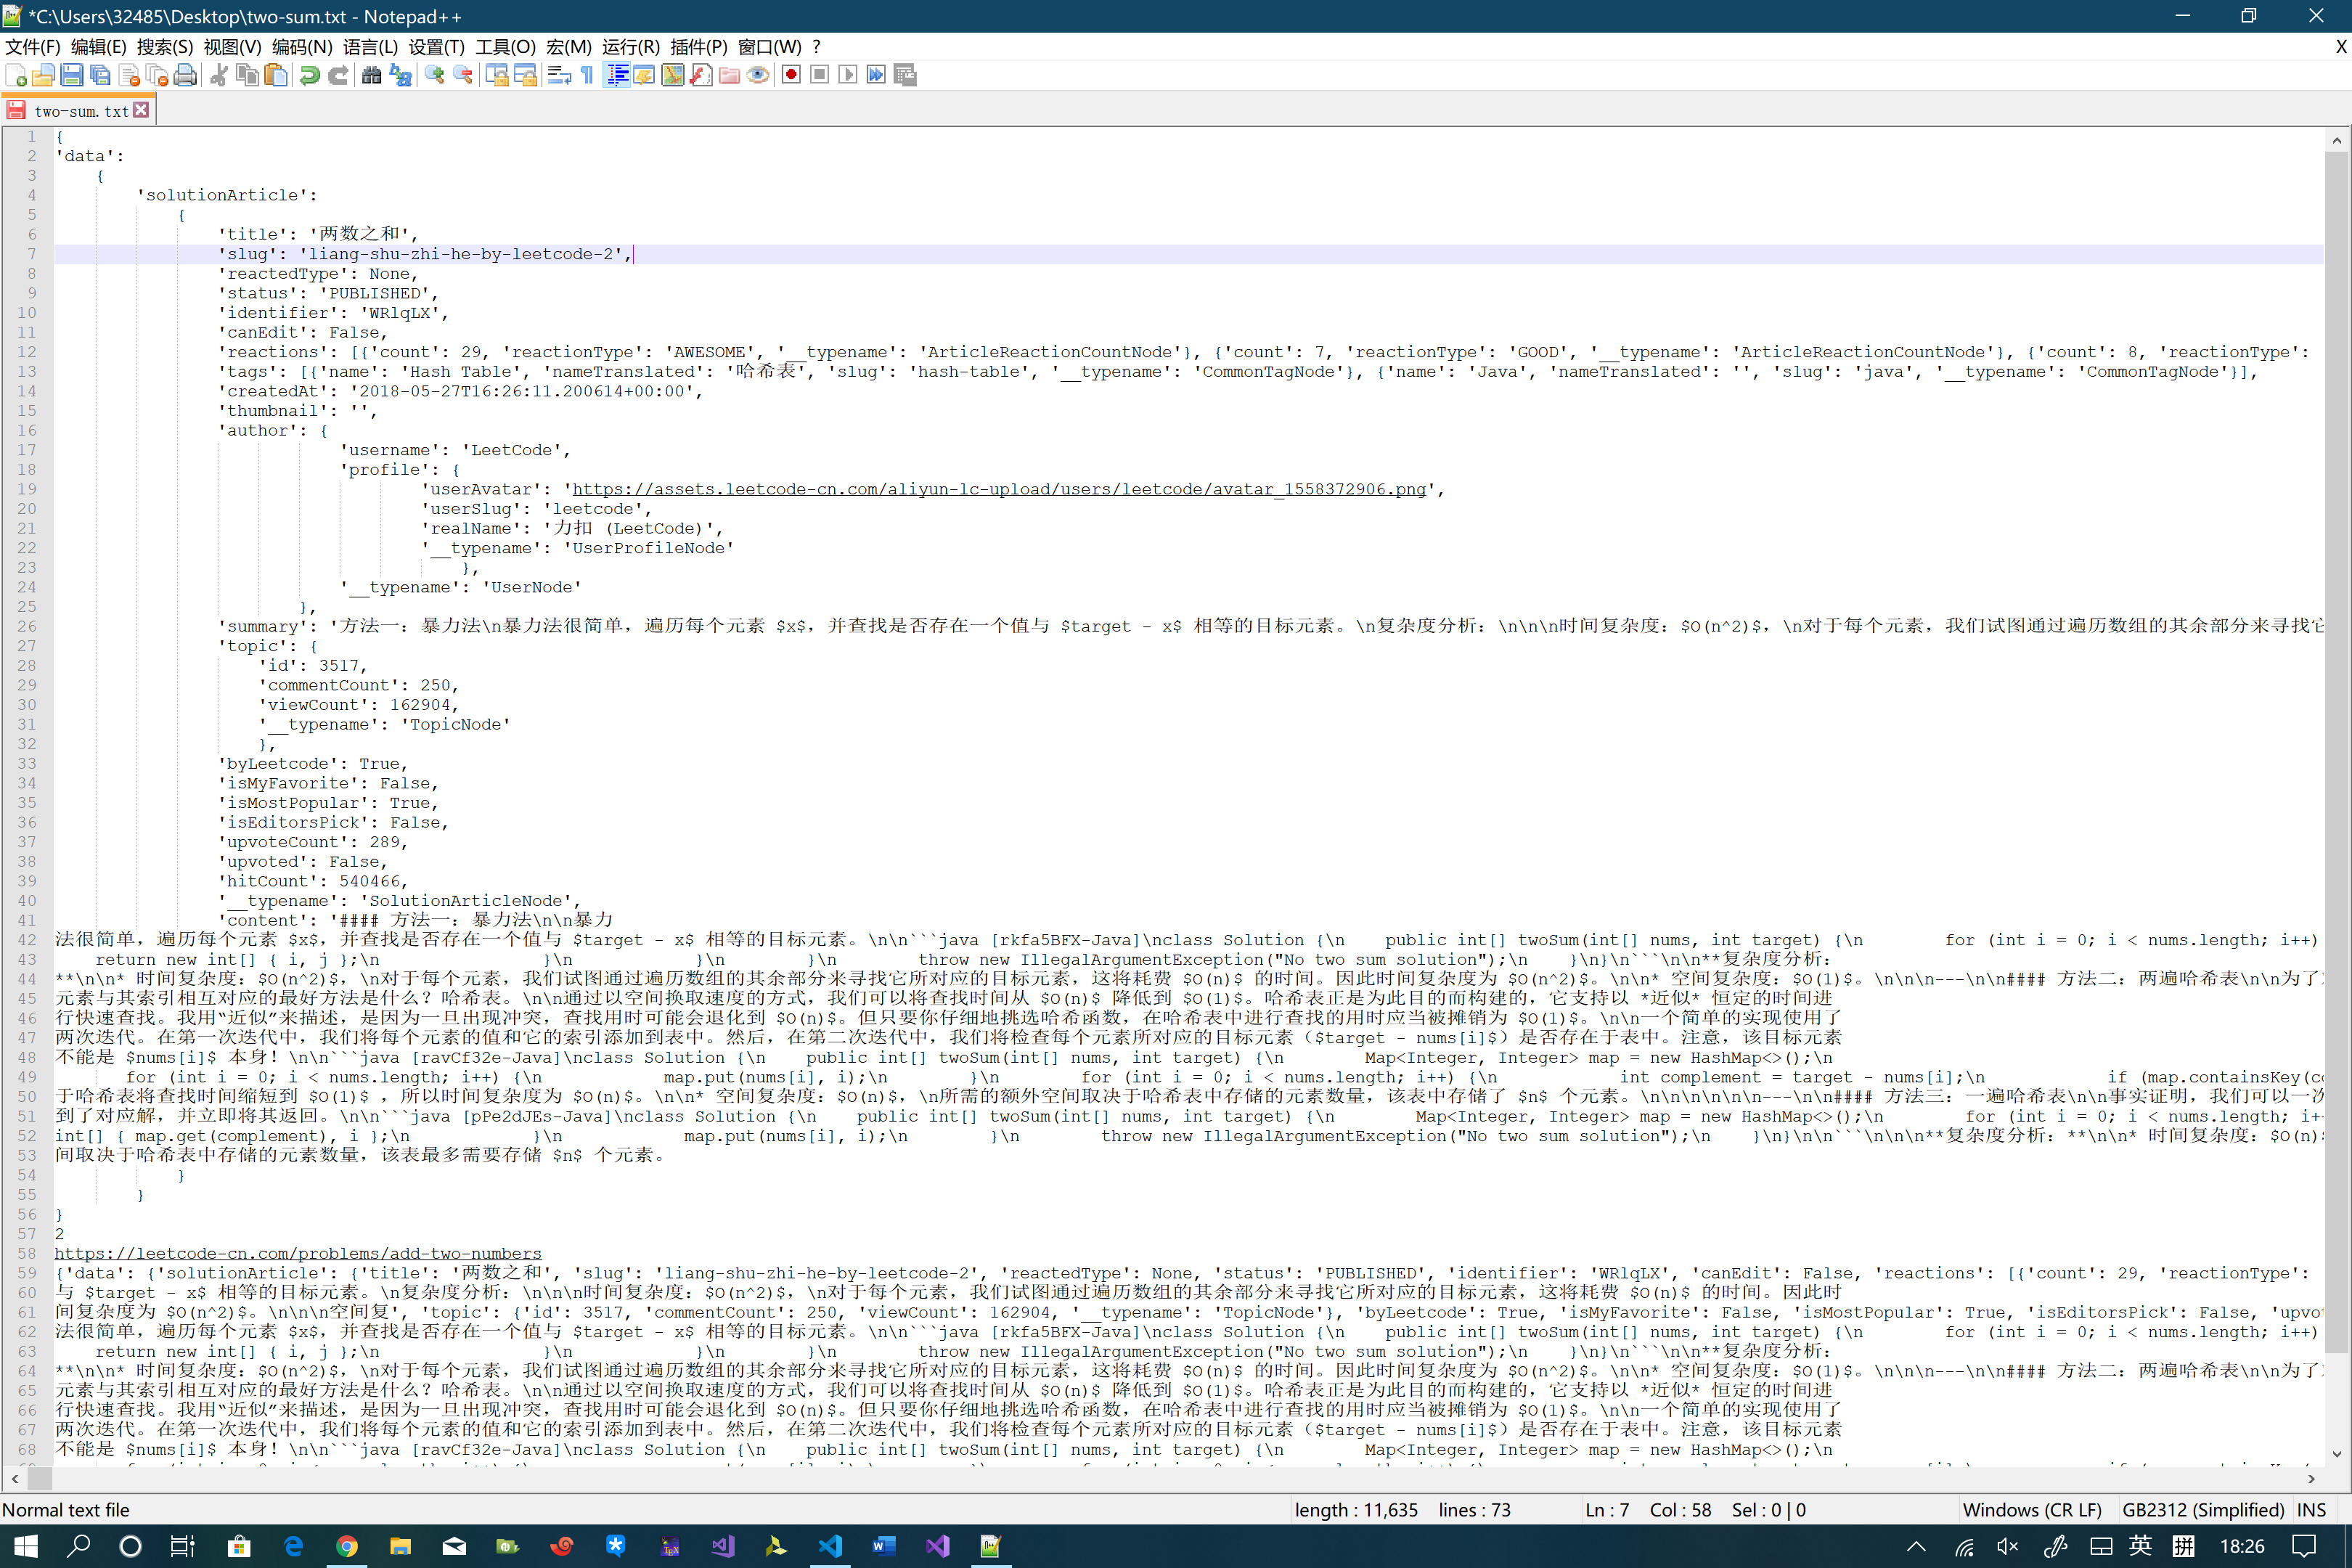 *C:\Users\32485\Desktop\two-sum.txt - Notepad++
文件(F) 编辑(E) 搜索(S) 视图(V) 编码(N) 语言(L) 设置(T) 工具(O) 宏(M) 运行(R) 插件(P) 窗口(W) ? X
two-sum.txt
1 {
2 'data':
3 {
4 'solutionArticle':
5 {
6 'title': '两数之和',
7 'slug': 'liang-shu-zhi-he-by-leetcode-2',
8 'reactedType': None,
9 'status': 'PUBLISHED',
10 'identifier': 'WRlqLX',
11 'canEdit': False,
12 'reactions': [{'count': 29, 'reactionType': 'AWESOME', '__typename': 'ArticleReactionCountNode'}, {'count': 7, 'reactionType': 'GOOD', '__typename': 'ArticleReactionCountNode'}, {'count': 8, 'reactionType':
13 'tags': [{'name': 'Hash Table', 'nameTranslated': '哈希表', 'slug': 'hash-table', '__typename': 'CommonTagNode'}, {'name': 'Java', 'nameTranslated': '', 'slug': 'java', '__typename': 'CommonTagNode'}],
14 'createdAt': '2018-05-27T16:26:11.200614+00:00',
15 'thumbnail': '',
16 'author': {
17 'username': 'LeetCode',
18 'profile': {
19 'userAvatar': 'https://assets.leetcode-cn.com/aliyun-lc-upload/users/leetcode/avatar_1558372906.png',
20 'userSlug': 'leetcode',
21 'realName': '力扣 (LeetCode)',
22 '__typename': 'UserProfileNode'
23 },
24 '__typename': 'UserNode'
25 },
26 'summary': '方法一：暴力法\n暴力法很简单，遍历每个元素 $x$，并查找是否存在一个值与 $target - x$ 相等的目标元素。\n复杂度分析：\n\n\n时间复杂度：$O(n^2)$，\n对于每个元素，我们试图通过遍历数组的其余部分来寻找它
27 'topic': {
28 'id': 3517,
29 'commentCount': 250,
30 'viewCount': 162904,
31 '__typename': 'TopicNode'
32 },
33 'byLeetcode': True,
34 'isMyFavorite': False,
35 'isMostPopular': True,
36 'isEditorsPick': False,
37 'upvoteCount': 289,
38 'upvoted': False,
39 'hitCount': 540466,
40 '__typename': 'SolutionArticleNode',
41 'content': '#### 方法一：暴力法\n\n暴力
42 法很简单，遍历每个元素 $x$，并查找是否存在一个值与 $target - x$ 相等的目标元素。\n\n```java [rkfa5BFX-Java]\nclass Solution {\n public int[] twoSum(int[] nums, int target) {\n for (int i = 0; i < nums.length; i++)
43 return new int[] { i, j };\n }\n }\n }\n throw new IllegalArgumentException("No two sum solution");\n }\n}\n```\n\n**复杂度分析：
44 **\n\n* 时间复杂度：$O(n^2)$，\n对于每个元素，我们试图通过遍历数组的其余部分来寻找它所对应的目标元素，这将耗费 $O(n)$ 的时间。因此时间复杂度为 $O(n^2)$。\n\n* 空间复杂度：$O(1)$。\n\n\n---\n\n#### 方法二：两遍哈希表\n\n为了
45 元素与其索引相互对应的最好方法是什么？哈希表。\n\n通过以空间换取速度的方式，我们可以将查找时间从 $O(n)$ 降低到 $O(1)$。哈希表正是为此目的而构建的，它支持以 *近似* 恒定的时间进
46 行快速查找。我用“近似”来描述，是因为一旦出现冲突，查找用时可能会退化到 $O(n)$。但只要你仔细地挑选哈希函数，在哈希表中进行查找的用时应当被摊销为 $O(1)$。\n\n一个简单的实现使用了
47 两次迭代。在第一次迭代中，我们将每个元素的值和它的索引添加到表中。然后，在第二次迭代中，我们将检查每个元素所对应的目标元素（$target - nums[i]$）是否存在于表中。注意，该目标元素
48 不能是 $nums[i]$ 本身！\n\n```java [ravCf32e-Java]\nclass Solution {\n public int[] twoSum(int[] nums, int target) {\n Map<Integer, Integer> map = new HashMap<>();\n
49 for (int i = 0; i < nums.length; i++) {\n map.put(nums[i], i);\n }\n for (int i = 0; i < nums.length; i++) {\n int complement = target - nums[i];\n if (map.containsKey(c
50 于哈希表将查找时间缩短到 $O(1)$ ，所以时间复杂度为 $O(n)$。\n\n* 空间复杂度：$O(n)$，\n所需的额外空间取决于哈希表中存储的元素数量，该表中存储了 $n$ 个元素。\n\n\n\n\n---\n\n#### 方法三：一遍哈希表\n\n事实证明，我们可以一次
51 到了对应解，并立即将其返回。\n\n```java [pPe2dJEs-Java]\nclass Solution {\n public int[] twoSum(int[] nums, int target) {\n Map<Integer, Integer> map = new HashMap<>();\n for (int i = 0; i < nums.length; i+
52 int[] { map.get(complement), i };\n }\n map.put(nums[i], i);\n }\n throw new IllegalArgumentException("No two sum solution");\n }\n}\n\n```\n\n\n**复杂度分析：**\n\n* 时间复杂度：$O(n)
53 间取决于哈希表中存储的元素数量，该表最多需要存储 $n$ 个元素。
54 }
55 }
56 }
57 2
58 https://leetcode-cn.com/problems/add-two-numbers
59 {'data': {'solutionArticle': {'title': '两数之和', 'slug': 'liang-shu-zhi-he-by-leetcode-2', 'reactedType': None, 'status': 'PUBLISHED', 'identifier': 'WRlqLX', 'canEdit': False, 'reactions': [{'count': 29, 'reactionType':
60 与 $target - x$ 相等的目标元素。\n复杂度分析：\n\n\n时间复杂度：$O(n^2)$，\n对于每个元素，我们试图通过遍历数组的其余部分来寻找它所对应的目标元素，这将耗费 $O(n)$ 的时间。因此时
61 间复杂度为 $O(n^2)$。\n\n\n空间复', 'topic': {'id': 3517, 'commentCount': 250, 'viewCount': 162904, '__typename': 'TopicNode'}, 'byLeetcode': True, 'isMyFavorite': False, 'isMostPopular': True, 'isEditorsPick': False, 'upvo
62 法很简单，遍历每个元素 $x$，并查找是否存在一个值与 $target - x$ 相等的目标元素。\n\n```java [rkfa5BFX-Java]\nclass Solution {\n public int[] twoSum(int[] nums, int target) {\n for (int i = 0; i < nums.length; i++)
63 return new int[] { i, j };\n }\n }\n }\n throw new IllegalArgumentException("No two sum solution");\n }\n}\n```\n\n**复杂度分析：
64 **\n\n* 时间复杂度：$O(n^2)$，\n对于每个元素，我们试图通过遍历数组的其余部分来寻找它所对应的目标元素，这将耗费 $O(n)$ 的时间。因此时间复杂度为 $O(n^2)$。\n\n* 空间复杂度：$O(1)$。\n\n\n---\n\n#### 方法二：两遍哈希表\n\n为了
65 元素与其索引相互对应的最好方法是什么？哈希表。\n\n通过以空间换取速度的方式，我们可以将查找时间从 $O(n)$ 降低到 $O(1)$。哈希表正是为此目的而构建的，它支持以 *近似* 恒定的时间进
66 行快速查找。我用“近似”来描述，是因为一旦出现冲突，查找用时可能会退化到 $O(n)$。但只要你仔细地挑选哈希函数，在哈希表中进行查找的用时应当被摊销为 $O(1)$。\n\n一个简单的实现使用了
67 两次迭代。在第一次迭代中，我们将每个元素的值和它的索引添加到表中。然后，在第二次迭代中，我们将检查每个元素所对应的目标元素（$target - nums[i]$）是否存在于表中。注意，该目标元素
68 不能是 $nums[i]$ 本身！\n\n```java [ravCf32e-Java]\nclass Solution {\n public int[] twoSum(int[] nums, int target) {\n Map<Integer, Integer> map = new HashMap<>();\n
Normal text file length : 11,635 lines : 73 Ln : 7 Col : 58 Sel : 0 | 0 Windows (CR LF) GB2312 (Simplified) INS
英 拼 18:26